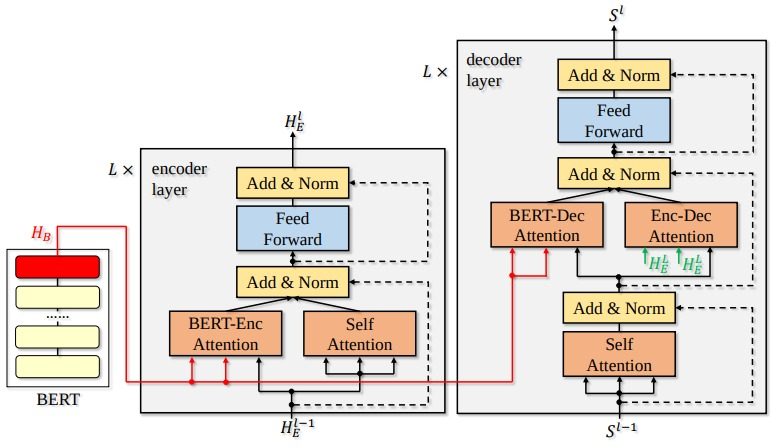 S^l
L ×
decoder
layer
Add & Norm
Feed
Forward
Add & Norm
BERT-Dec
Attention
Enc-Dec
Attention
H_E^L
H_E^L
Add & Norm
Self
Attention
S^{l-1}
H_E^l
L ×
encoder
layer
Add & Norm
Feed
Forward
Add & Norm
BERT-Enc
Attention
Self
Attention
H_E^{l-1}
H_B
......
BERT